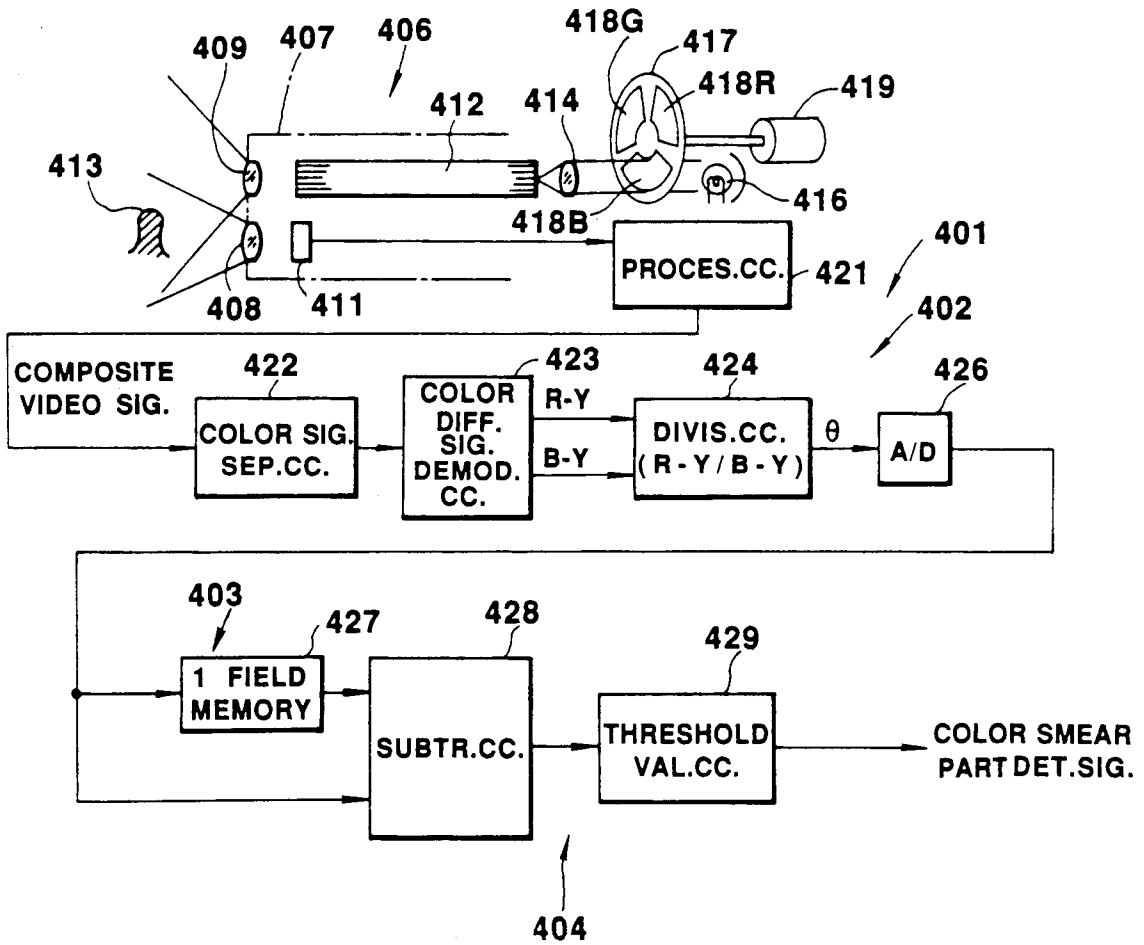 406
418G
417
409
407
418R
419
412
414
413
418B
416
408
411
PROCES.CC.
421
401
402
COMPOSITE
VIDEO SIG.
422
COLOR SIG.
SEP.CC.
423
COLOR
DIFF.
SIG.
DEMOD.
CC.
R-Y
B-Y
424
DIVIS.CC.
(R-Y/B-Y)
θ
426
A/D
403
427
1 FIELD
MEMORY
428
SUBTR.CC.
429
THRESHOLD
VAL.CC.
COLOR SMEAR
PART DET.SIG.
404